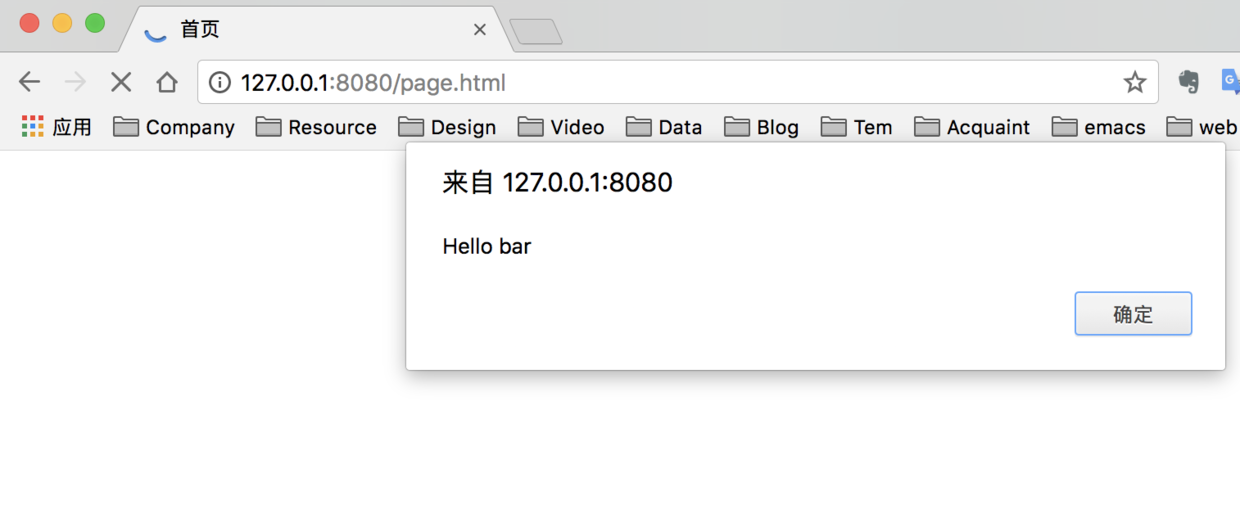 首页
127.0.0.1:8080/page.html
应用 Company Resource Design Video Data Blog Tem Acquaint emacs web
来自 127.0.0.1:8080
Hello bar
确定